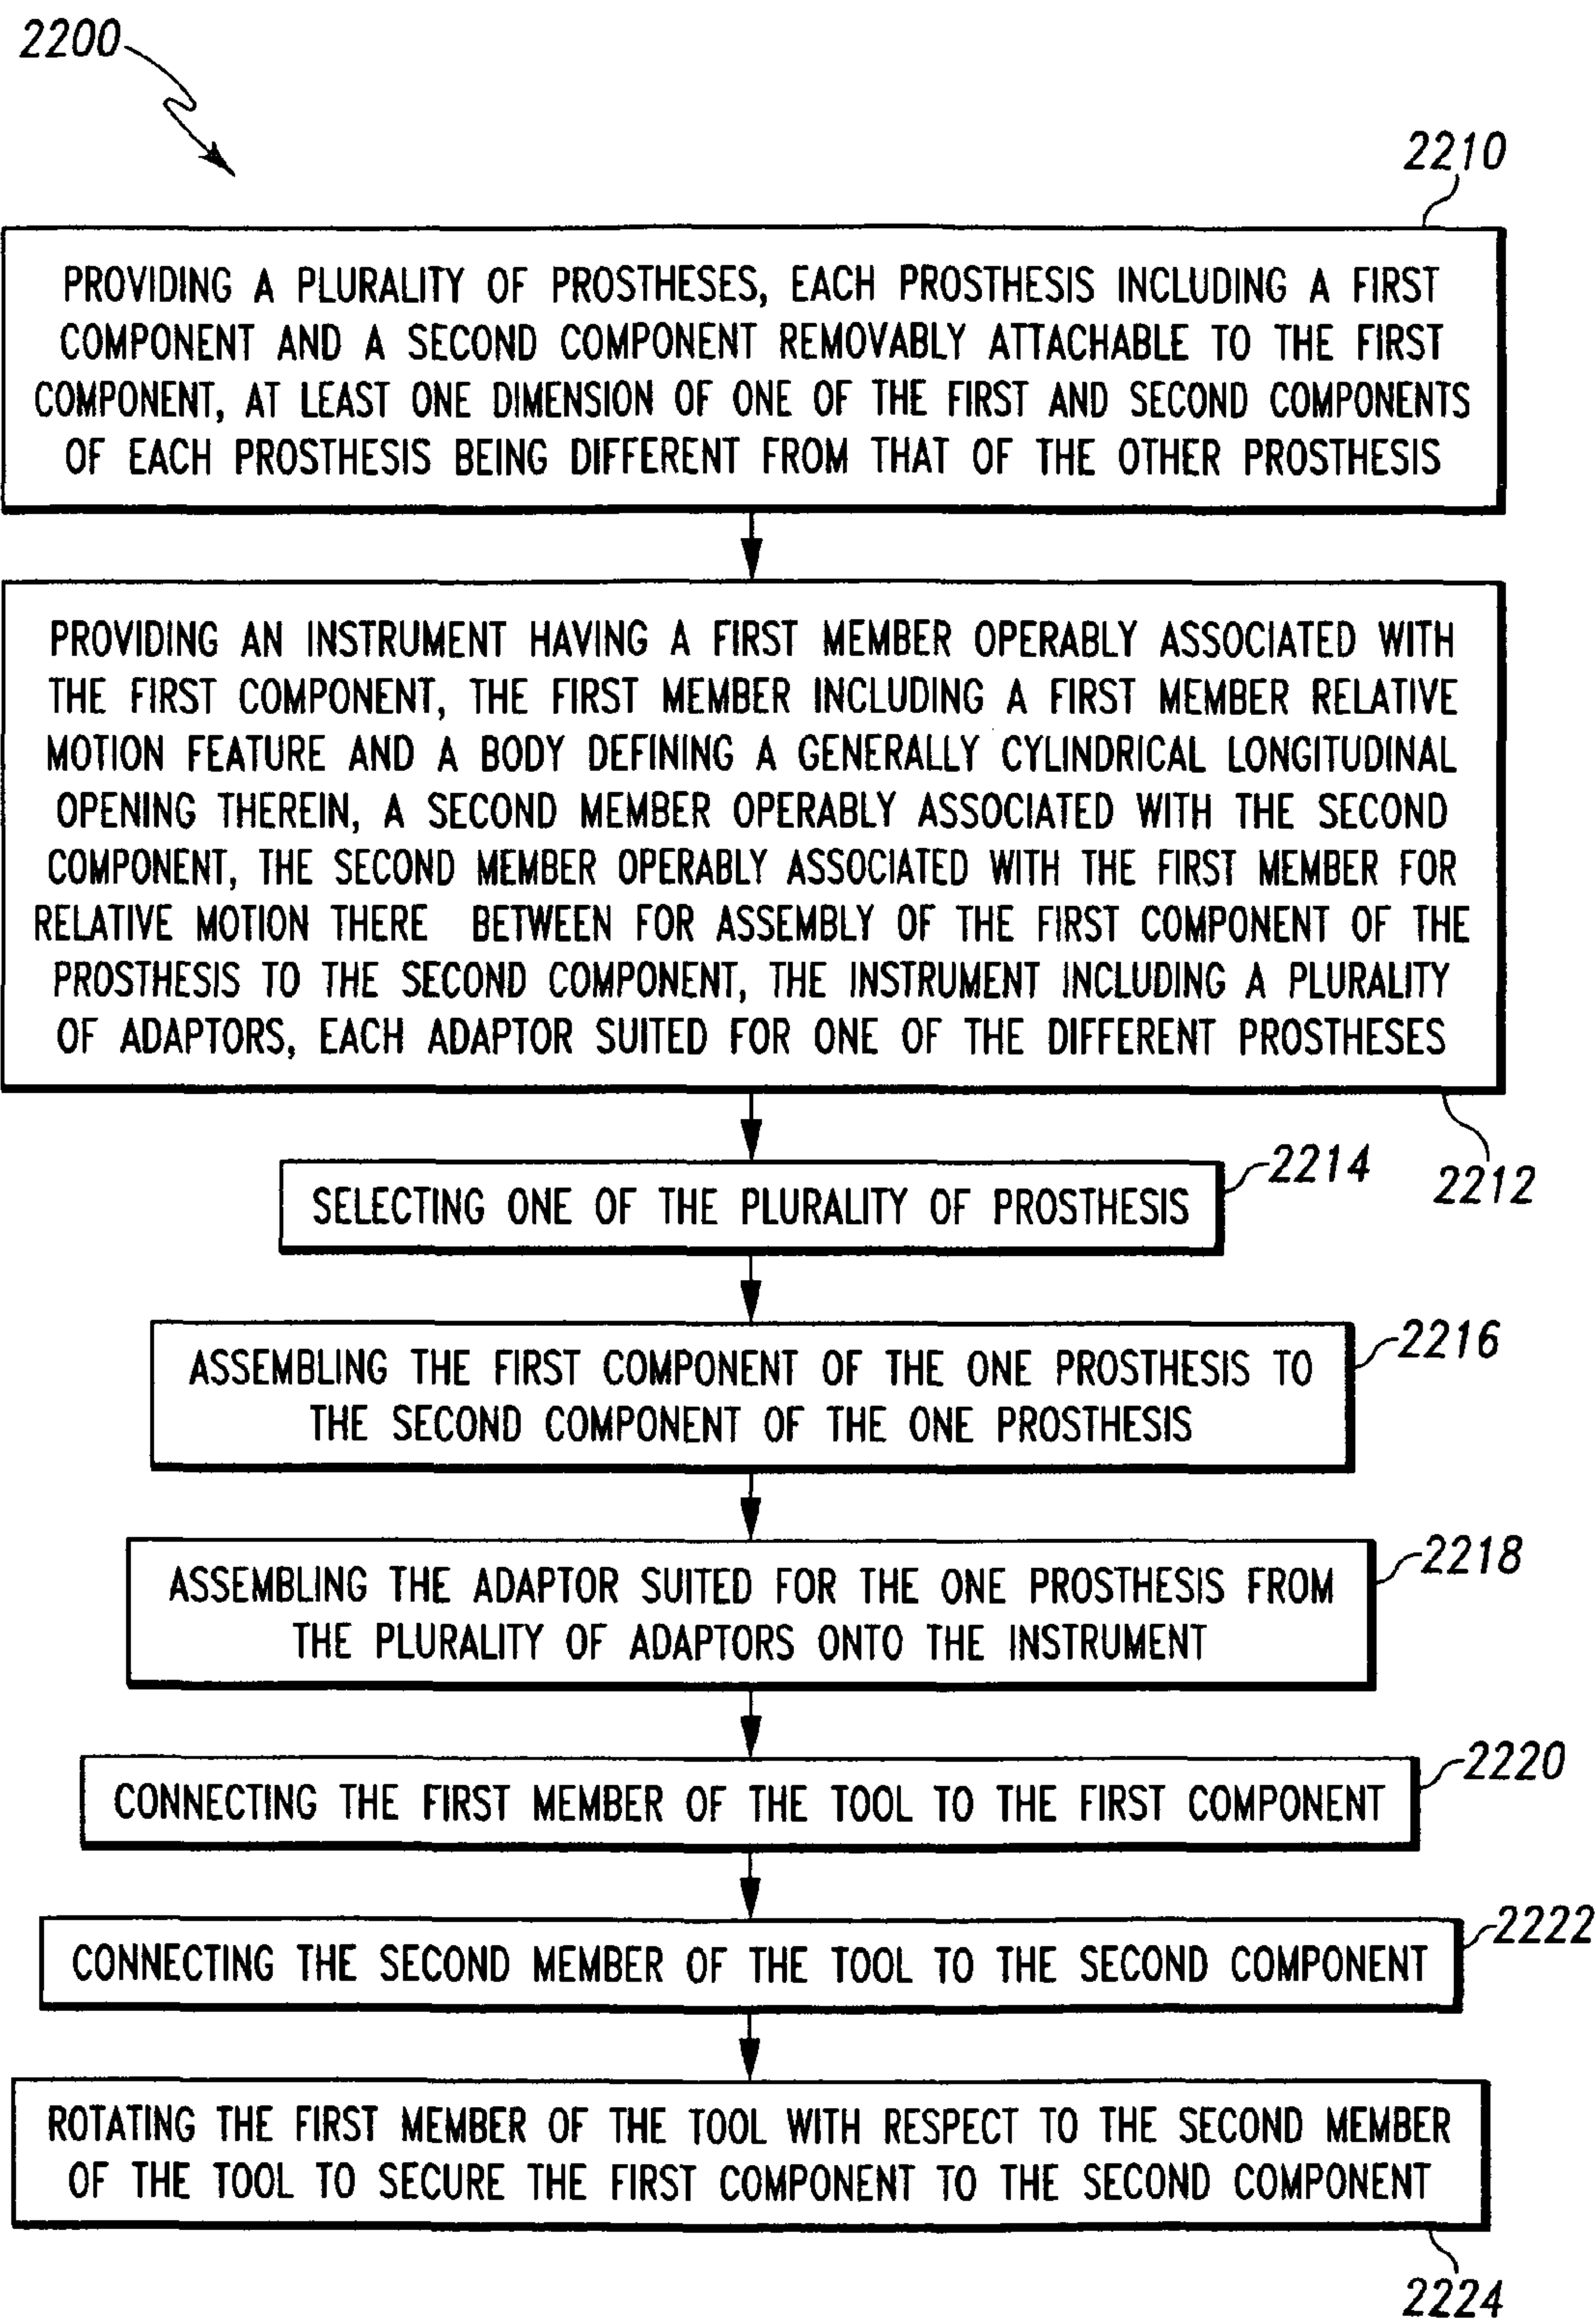 2200
2210
PROVIDING A PLURALITY OF PROSTHESES, EACH PROSTHESIS INCLUDING A FIRST
COMPONENT AND A SECOND COMPONENT REMOVABLY ATTACHABLE TO THE FIRST
COMPONENT, AT LEAST ONE DIMENSION OF ONE OF THE FIRST AND SECOND COMPONENTS
OF EACH PROSTHESIS BEING DIFFERENT FROM THAT OF THE OTHER PROSTHESIS
PROVIDING AN INSTRUMENT HAVING A FIRST MEMBER OPERABLY ASSOCIATED WITH
THE FIRST COMPONENT, THE FIRST MEMBER INCLUDING A FIRST MEMBER RELATIVE
MOTION FEATURE AND A BODY DEFINING A GENERALLY CYLINDRICAL LONGITUDINAL
OPENING THEREIN, A SECOND MEMBER OPERABLY ASSOCIATED WITH THE SECOND
COMPONENT, THE SECOND MEMBER OPERABLY ASSOCIATED WITH THE FIRST MEMBER FOR
RELATIVE MOTION THERE BETWEEN FOR ASSEMBLY OF THE FIRST COMPONENT OF THE
PROSTHESIS TO THE SECOND COMPONENT, THE INSTRUMENT INCLUDING A PLURALITY
OF ADAPTORS, EACH ADAPTOR SUITED FOR ONE OF THE DIFFERENT PROSTHESES
2212
2214
SELECTING ONE OF THE PLURALITY OF PROSTHESIS
2216
ASSEMBLING THE FIRST COMPONENT OF THE ONE PROSTHESIS TO
THE SECOND COMPONENT OF THE ONE PROSTHESIS
2218
ASSEMBLING THE ADAPTOR SUITED FOR THE ONE PROSTHESIS FROM
THE PLURALITY OF ADAPTORS ONTO THE INSTRUMENT
2220
CONNECTING THE FIRST MEMBER OF THE TOOL TO THE FIRST COMPONENT
2222
CONNECTING THE SECOND MEMBER OF THE TOOL TO THE SECOND COMPONENT
ROTATING THE FIRST MEMBER OF THE TOOL WITH RESPECT TO THE SECOND MEMBER
OF THE TOOL TO SECURE THE FIRST COMPONENT TO THE SECOND COMPONENT
2224